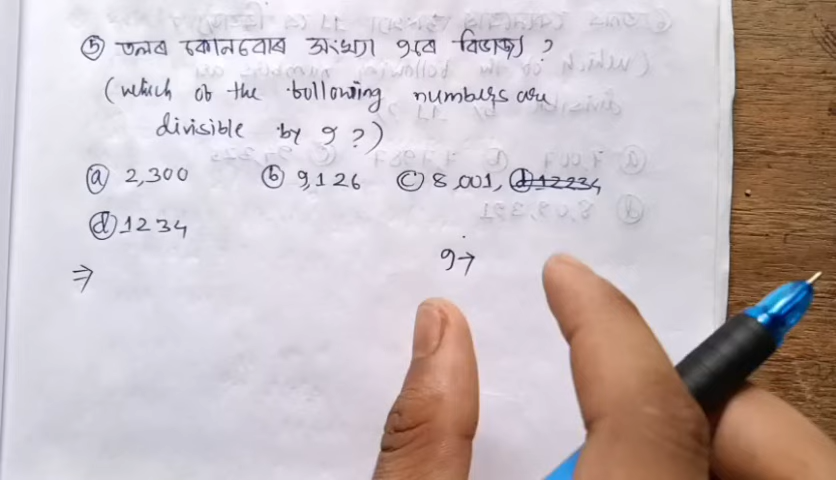 ⑤ তলৰ কোনবোৰ সংখ্যা 9ৰে বিভাজ্য ?
(which of the following numbers are
divisible by 9 ?)
ⓐ 2,300 ⓑ 9,126 ⓒ 8,001, ⓓ 12234
ⓓ 1234
⇒ 9→